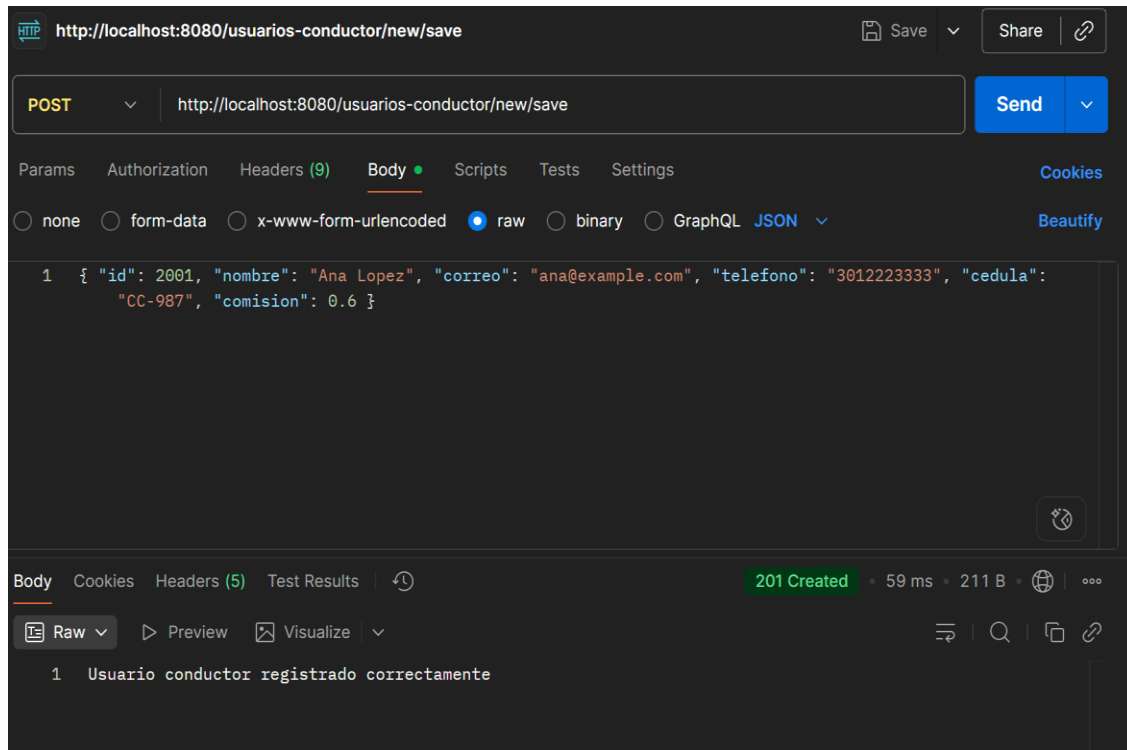 HTTP http://localhost:8080/usuarios-conductor/new/save Save Share
POST http://localhost:8080/usuarios-conductor/new/save Send
Params Authorization Headers (9) Body Scripts Tests Settings Cookies
none form-data x-www-form-urlencoded raw binary GraphQL JSON Beautify
1 { "id": 2001, "nombre": "Ana Lopez", "correo": "ana@example.com", "telefono": "3012223333", "cedula":
"CC-987", "comision": 0.6 }
Body Cookies Headers (5) Test Results 201 Created • 59 ms • 211 B
Raw Preview Visualize
1 Usuario conductor registrado correctamente